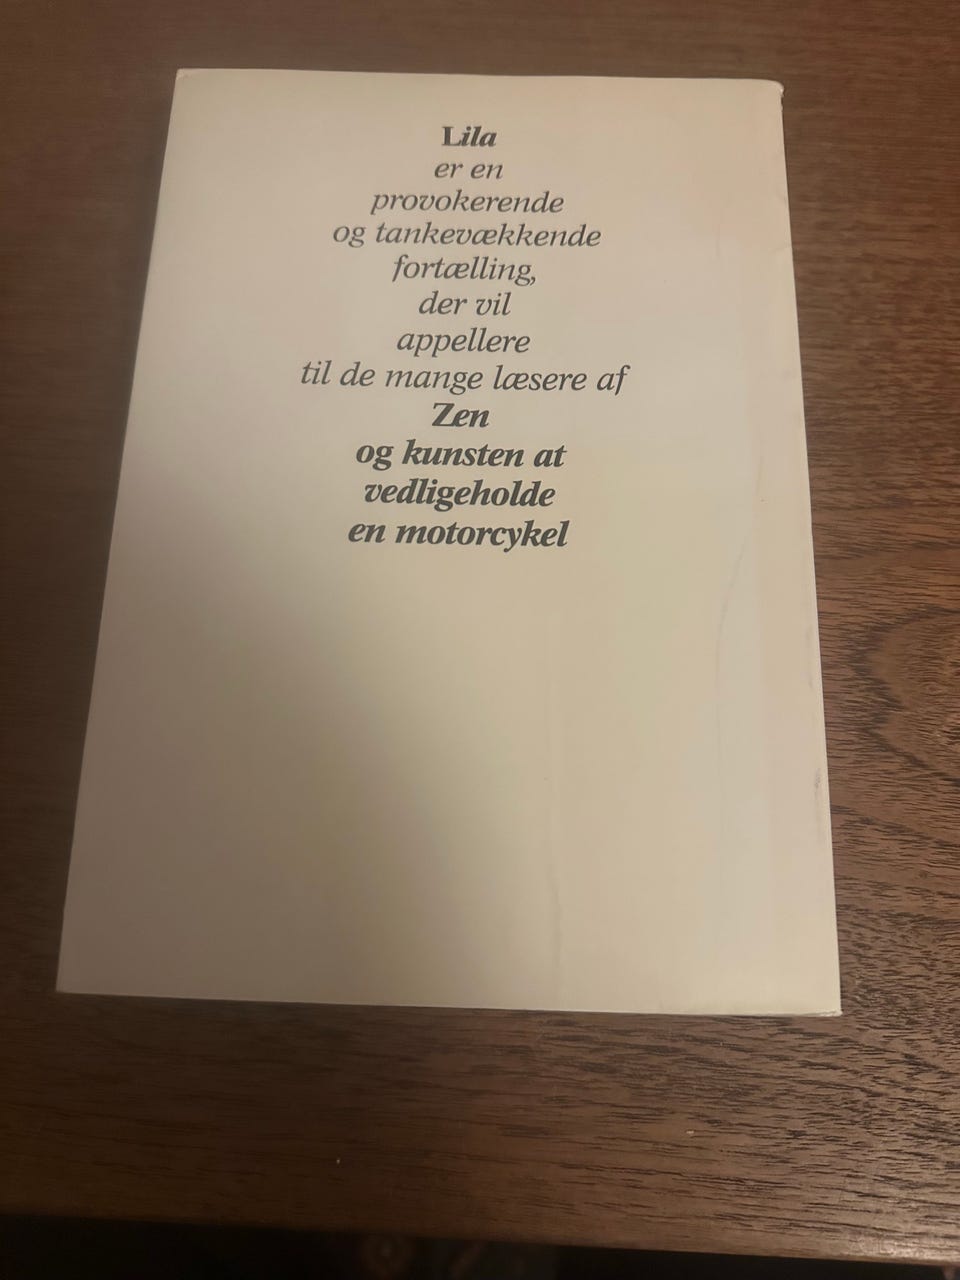 Lila
er en
provokerende
og tankevækkende
fortælling,
der vil
appellere
til de mange læsere af
Zen
og kunsten at
vedligeholde
en motorcykel